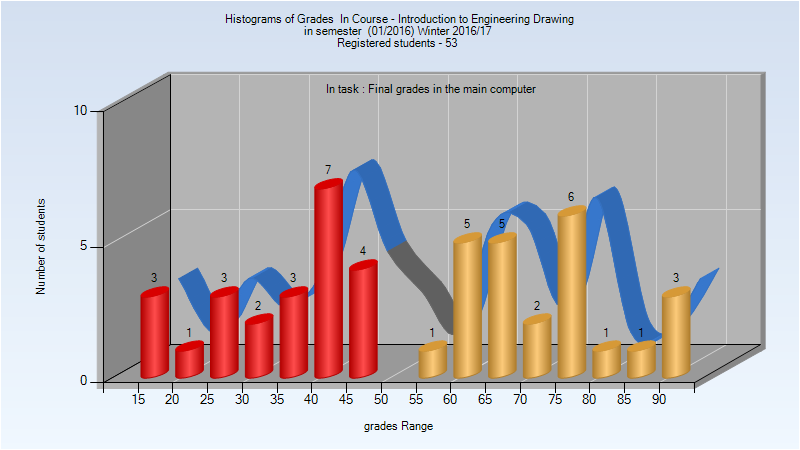 Histograms of Grades  In Course - Introduction to Engineering Drawing
in semester  (01/2016) Winter 2016/17
Registered students - 53
In task : Final grades in the main computer
10
5
0
Number of students
3 1 3 2 3 7 4 1 5 5 2 6 1 1 3
15 20 25 30 35 40 45 50 55 60 65 70 75 80 85 90
grades Range